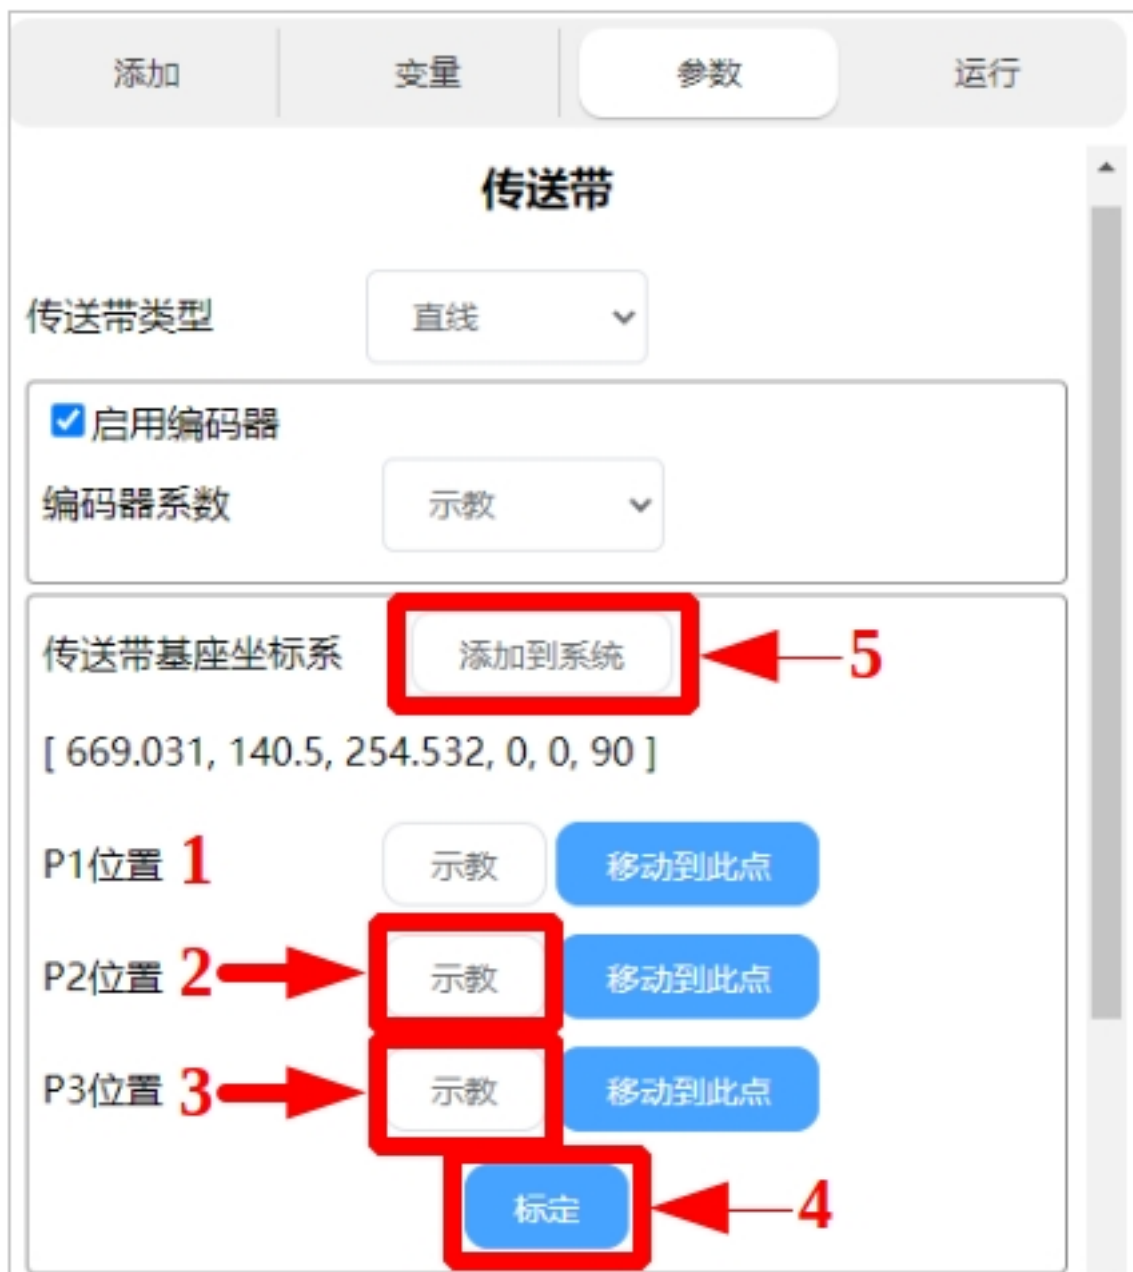 添加 变量 参数 运行
传送带
传送带类型 直线
启用编码器
编码器系数 示教
传送带基座坐标系 添加到系统 5
[ 669.031, 140.5, 254.532, 0, 0, 90 ]
P1位置 1 示教 移动到此点
P2位置 2 示教 移动到此点
P3位置 3 示教 移动到此点
标定 4